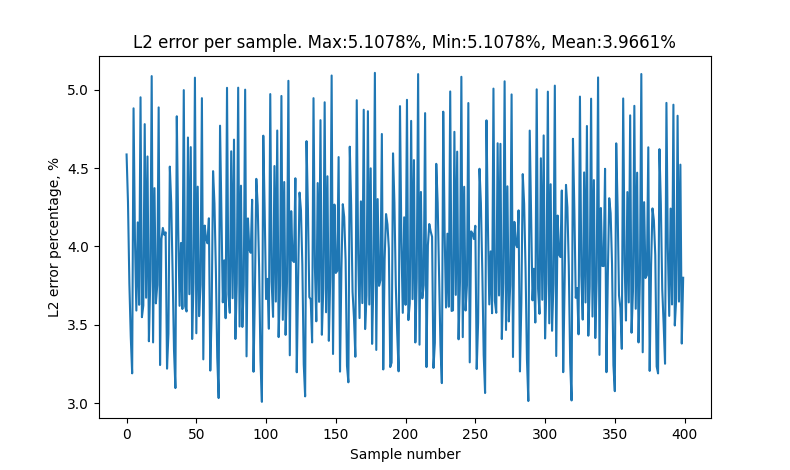 L2 error per sample. Max:5.1078%, Min:5.1078%, Mean:3.9661%
L2 error percentage, %
5.0
4.5
4.0
3.5
3.0
0 50 100 150 200 250 300 350 400
Sample number